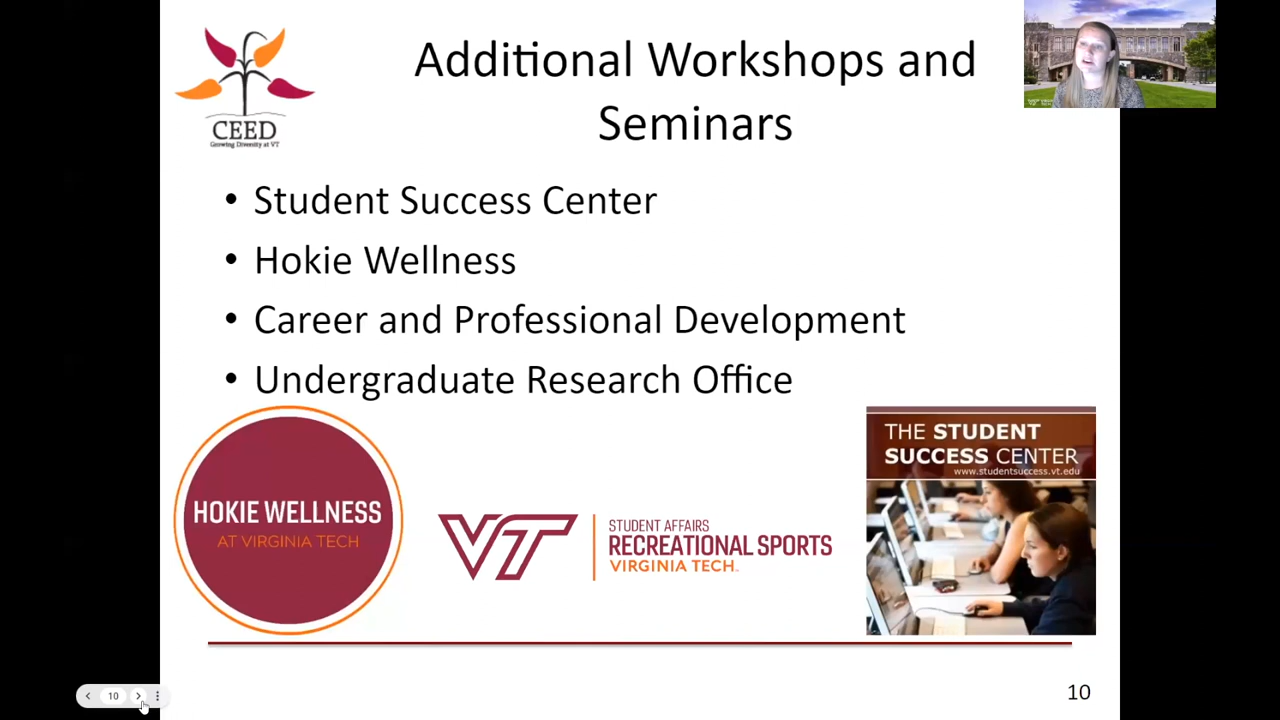 Additional Workshops and
Seminars
CEED
Growing Diversity at VT
• Student Success Center
• Hokie Wellness
• Career and Professional Development
• Undergraduate Research Office
HOKIE WELLNESS
AT VIRGINIA TECH
VT
STUDENT AFFAIRS
RECREATIONAL SPORTS
VIRGINIA TECH
THE STUDENT
SUCCESS CENTER
www.studentsuccess.vt.edu
10
10